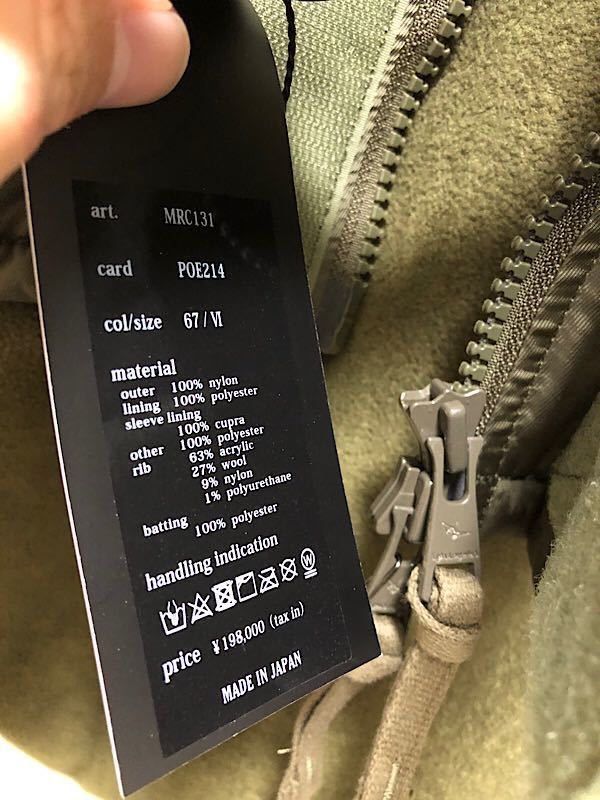 art. MRC131
card POE214
col/size 67 / VI
material
outer 100% nylon
lining 100% polyester
sleeve lining
100% cupra
other 100% polyester
rib 63% acrylic
27% wool
9% nylon
1% polyurethane
batting 100% polyester
handling indication
W
price ¥198,000 (tax in)
MADE IN JAPAN